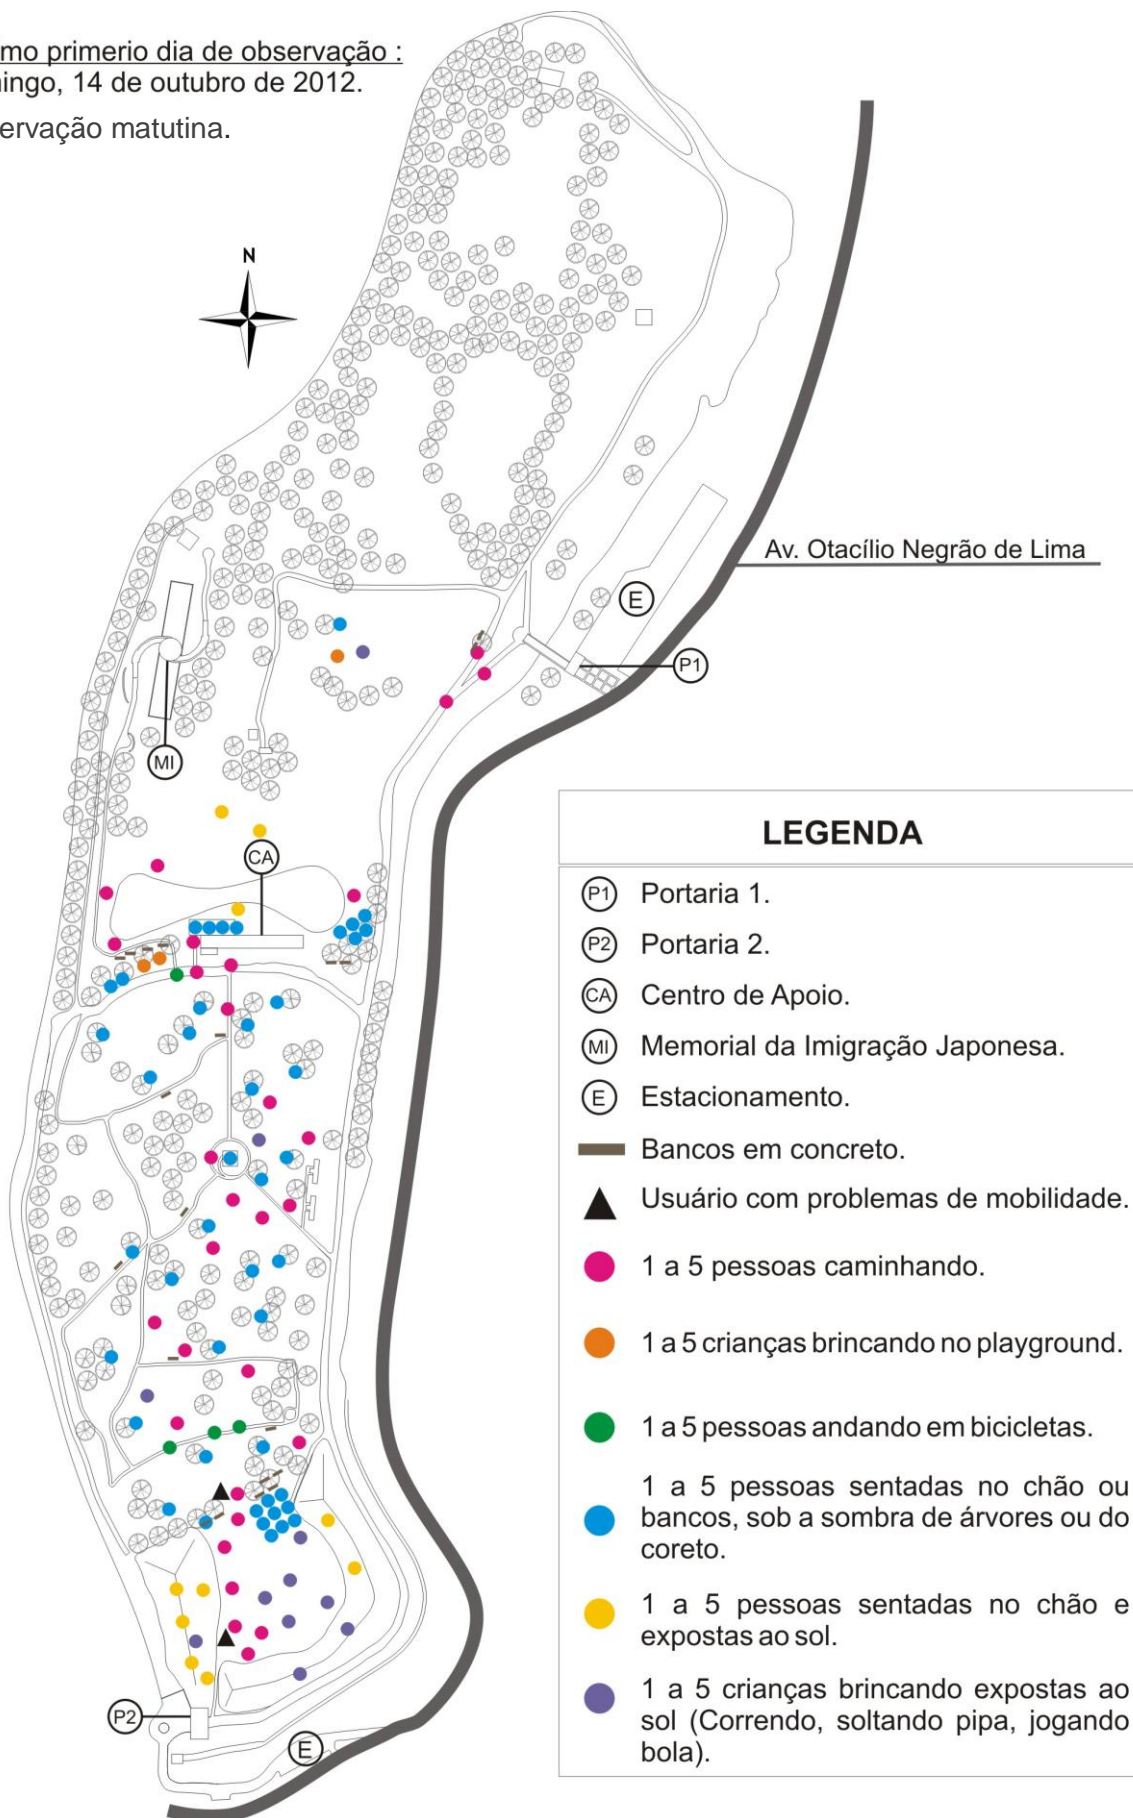 mo primerio dia de observação :
ingo, 14 de outubro de 2012.
ervação matutina.
N
Av. Otacílio Negrão de Lima
E
P1
MI
CA
LEGENDA
P1 Portaria 1.
P2 Portaria 2.
CA Centro de Apoio.
MI Memorial da Imigração Japonesa.
E Estacionamento.
Bancos em concreto.
Usuário com problemas de mobilidade.
1 a 5 pessoas caminhando.
1 a 5 crianças brincando no playground.
1 a 5 pessoas andando em bicicletas.
1 a 5 pessoas sentadas no chão ou
bancos, sob a sombra de árvores ou do
coreto.
1 a 5 pessoas sentadas no chão e
expostas ao sol.
1 a 5 crianças brincando expostas ao
sol (Correndo, soltando pipa, jogando
bola).
P2
E